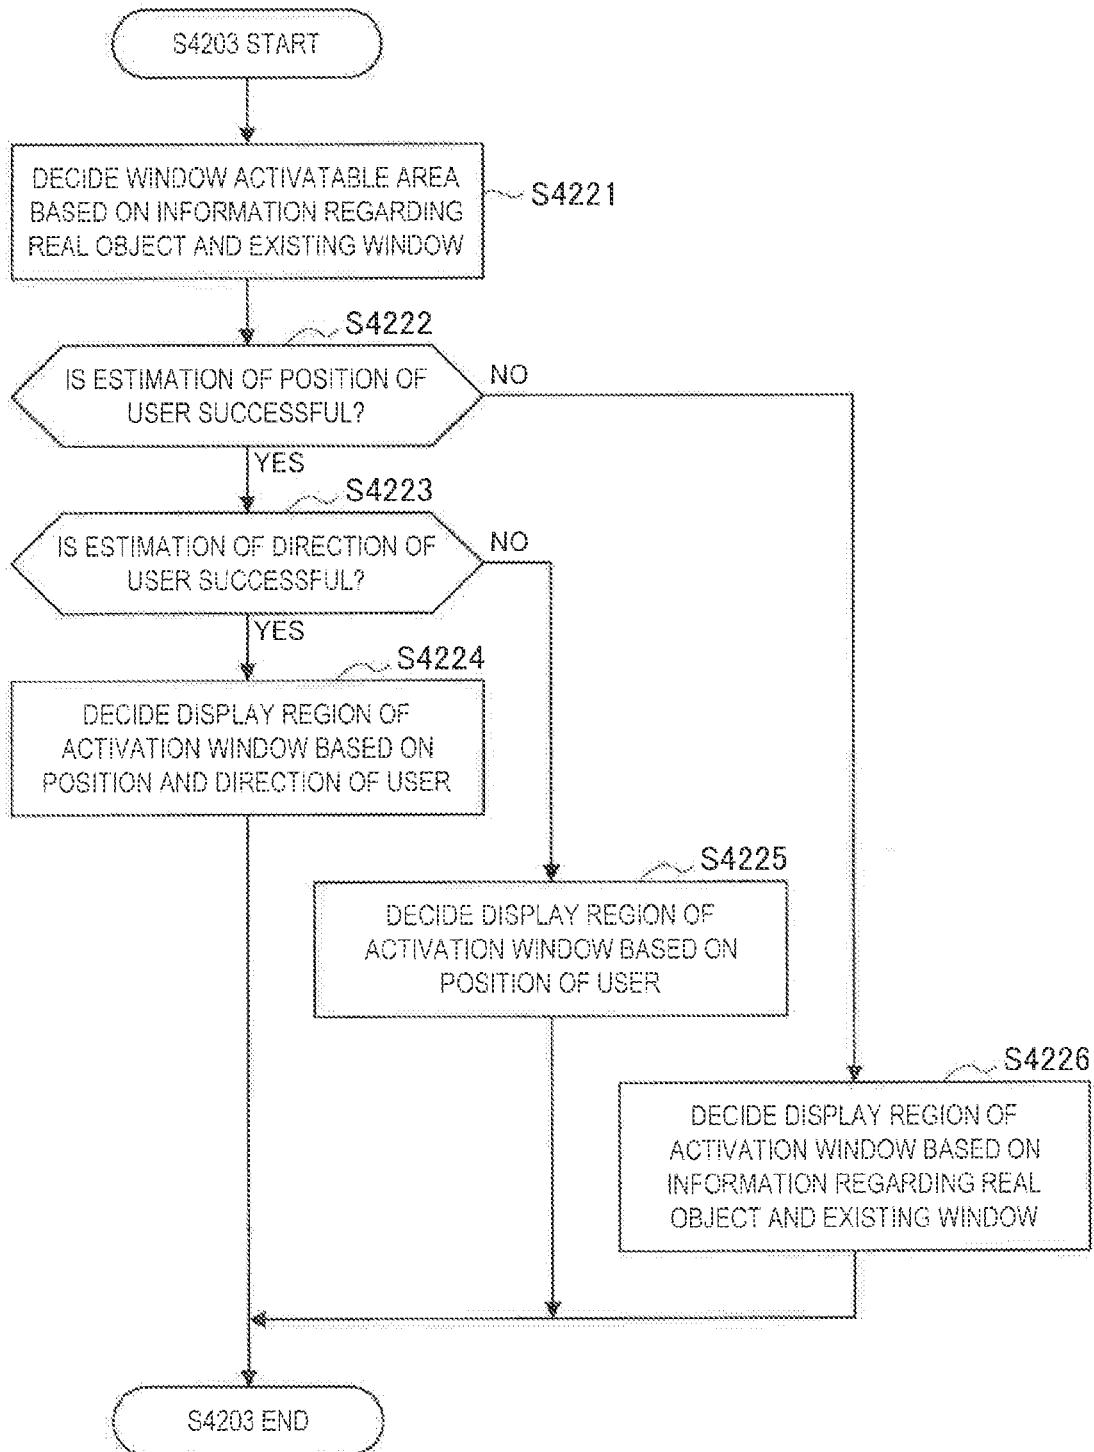 S4203 START
DECIDE WINDOW ACTIVATABLE AREA
BASED ON INFORMATION REGARDING
REAL OBJECT AND EXISTING WINDOW
S4221
S4222
IS ESTIMATION OF POSITION OF
USER SUCCESSFUL?
NO
YES
S4223
IS ESTIMATION OF DIRECTION OF
USER SUCCESSFUL?
NO
YES
S4224
DECIDE DISPLAY REGION OF
ACTIVATION WINDOW BASED ON
POSITION AND DIRECTION OF USER
S4225
DECIDE DISPLAY REGION OF
ACTIVATION WINDOW BASED ON
POSITION OF USER
S4226
DECIDE DISPLAY REGION OF
ACTIVATION WINDOW BASED ON
INFORMATION REGARDING REAL
OBJECT AND EXISTING WINDOW
S4203 END